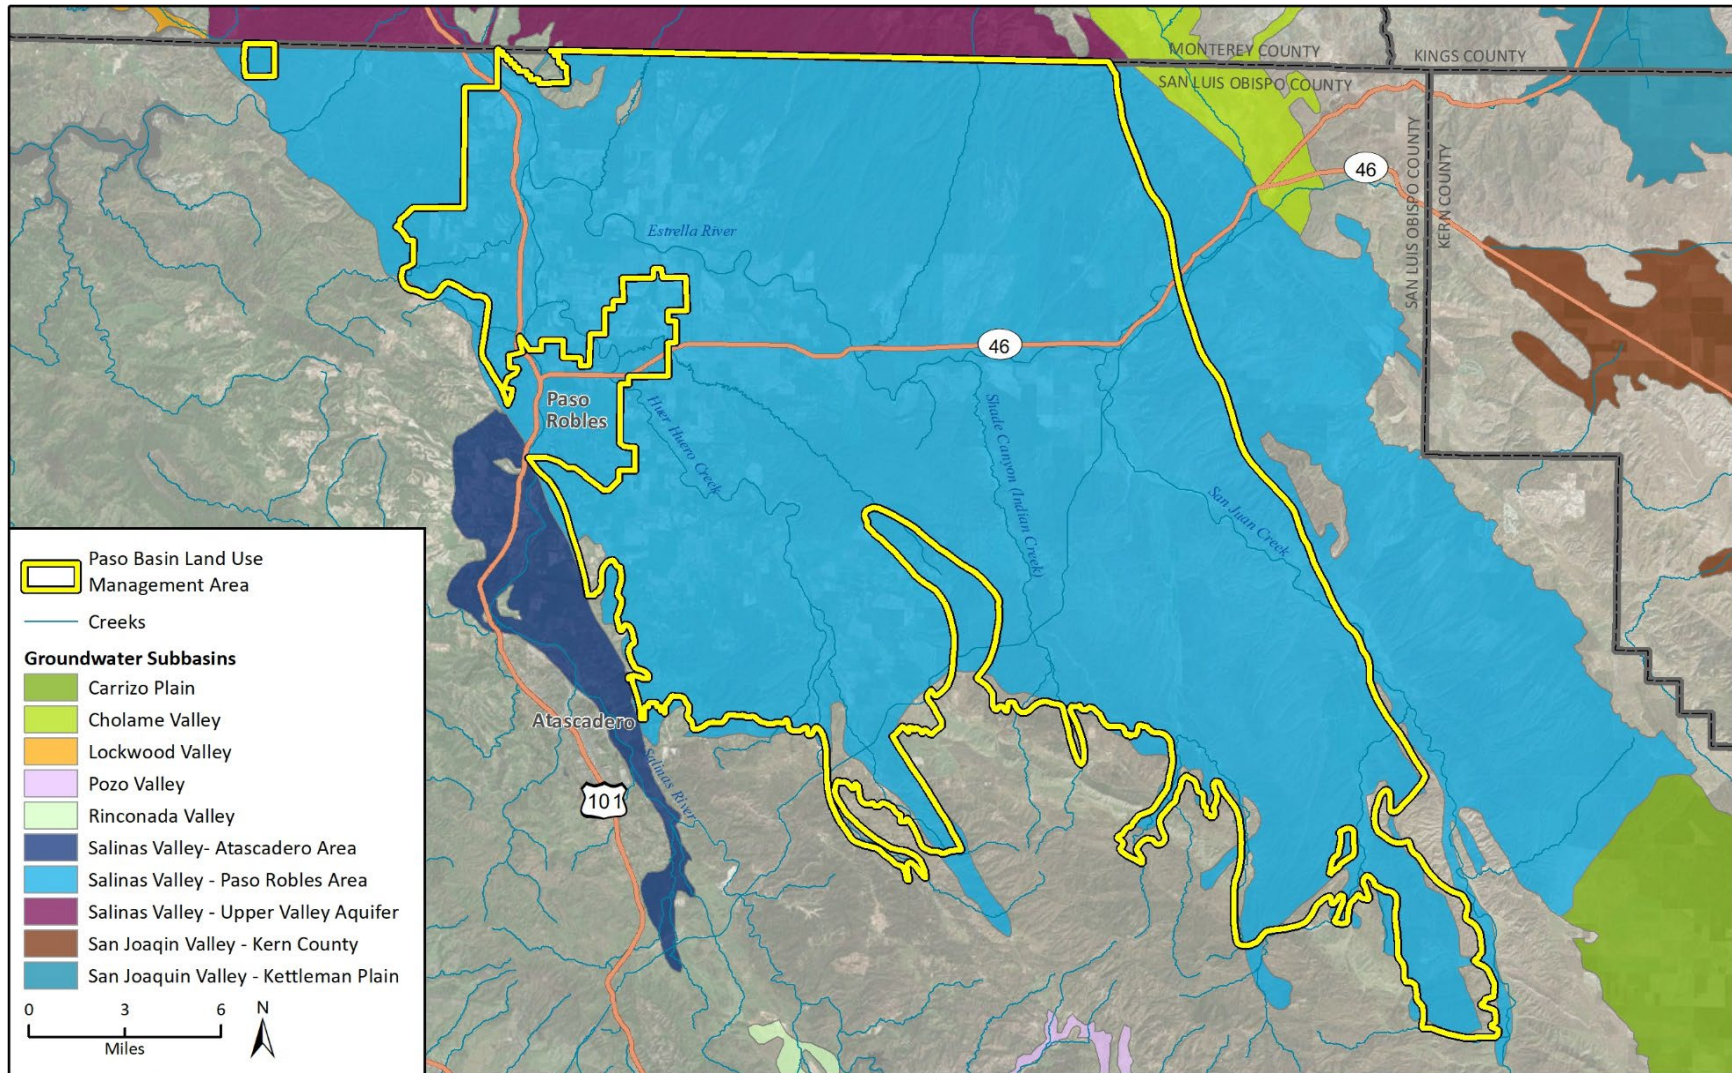 MONTEREY COUNTY
KINGS COUNTY
SAN LUIS OBISPO COUNTY
46
SAN LUIS OBISPO COUNTY
KERN COUNTY
Estrella River
46
Paso
Robles
Huer Huero Creek
Shade Canyon (Indian Creek)
San Juan Creek
Atascadero
Salinas River
101
Paso Basin Land Use
Management Area
Creeks
Groundwater Subbasins
Carrizo Plain
Cholame Valley
Lockwood Valley
Pozo Valley
Rinconada Valley
Salinas Valley- Atascadero Area
Salinas Valley - Paso Robles Area
Salinas Valley - Upper Valley Aquifer
San Joaqin Valley - Kern County
San Joaquin Valley - Kettleman Plain
0 3 6
Miles
N